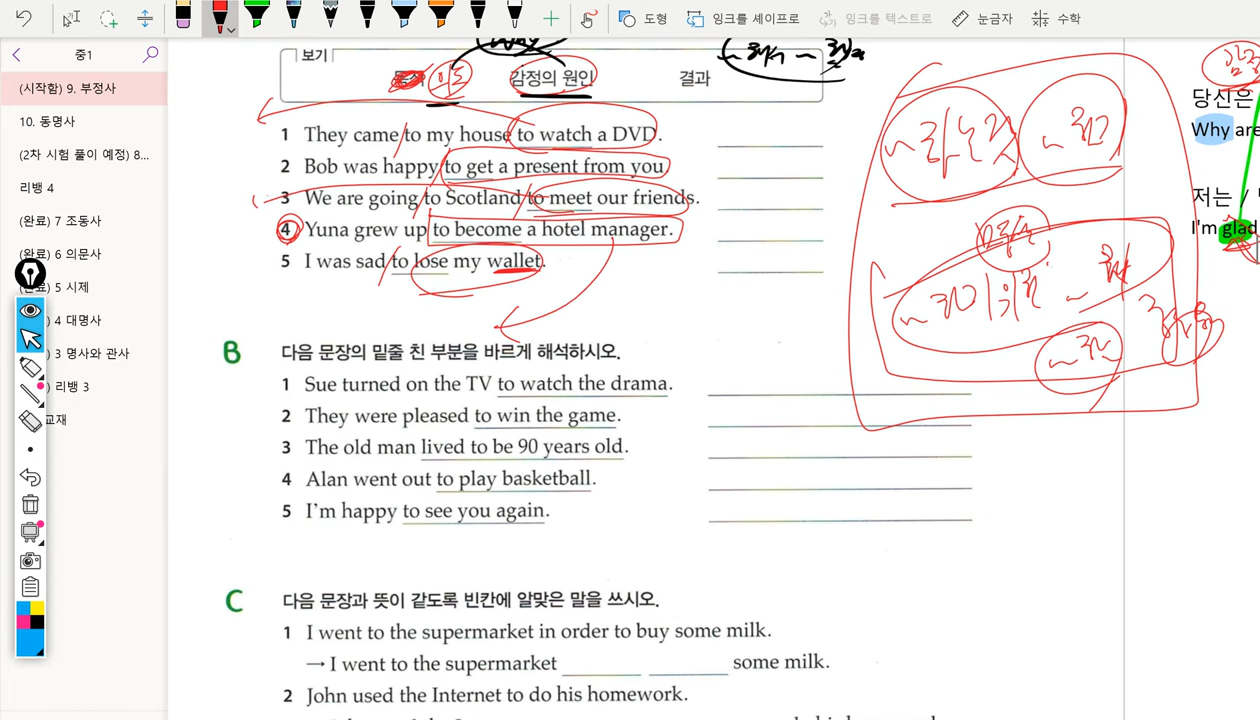 도형
잉크를 셰이프로
잉크를 텍스트로
눈금자
수학
중1
(시작함) 9. 부정사
10. 동명사
(2차 시험 풀이 예정) 8...
리뱅 4
(완료) 7 조동사
(완료) 6 의문사
5 시제
) 4 대명사
) 3 명사와 관사
) 리뱅 3
교재
보기
의도
감정의 원인
결과
1 They came to my house to watch a DVD.
2 Bob was happy to get a present from you.
3 We are going to Scotland to meet our friends.
4 Yuna grew up to become a hotel manager.
5 I was sad to lose my wallet.
당신은
Why are
저는 /
I'm glad
B 다음 문장의 밑줄 친 부분을 바르게 해석하시오.
1 Sue turned on the TV to watch the drama.
2 They were pleased to win the game.
3 The old man lived to be 90 years old.
4 Alan went out to play basketball.
5 I'm happy to see you again.
C 다음 문장과 뜻이 같도록 빈칸에 알맞은 말을 쓰시오.
1 I went to the supermarket in order to buy some milk.
→ I went to the supermarket some milk.
2 John used the Internet to do his homework.